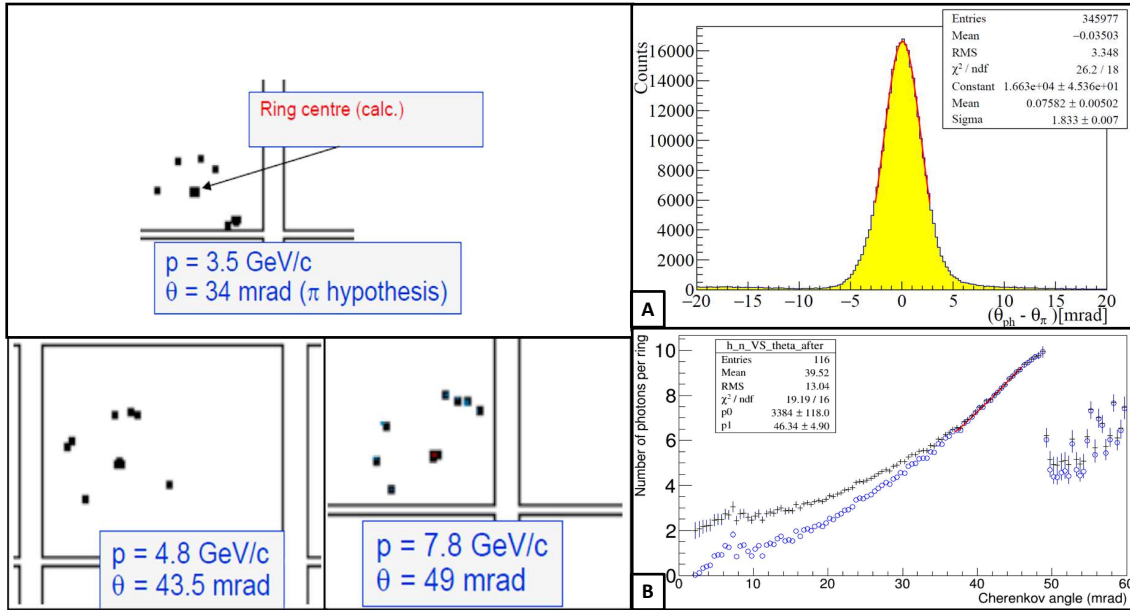 Ring centre (calc.)
p = 3.5 GeV/c
θ = 34 mrad (π hypothesis)
p = 4.8 GeV/c
θ = 43.5 mrad
p = 7.8 GeV/c
θ = 49 mrad
Counts
16000
14000
12000
10000
8000
6000
4000
2000
0
Entries 345977
Mean −0.03503
RMS 3.348
χ² / ndf 26.2 / 18
Constant 1.663e+04 ± 4.536e+01
Mean 0.07582 ± 0.00502
Sigma 1.833 ± 0.007
−20 −15 −10 −5 0 5 10 15 20
(θph - θπ)[mrad]
A
Number of photons per ring
10
8
6
4
2
0
h_n_VS_theta_after
Entries 116
Mean 39.52
RMS 13.04
χ² / ndf 19.19 / 16
p0 3384 ± 118.0
p1 46.34 ± 4.90
0 10 20 30 40 50 60
Cherenkov angle (mrad)
B